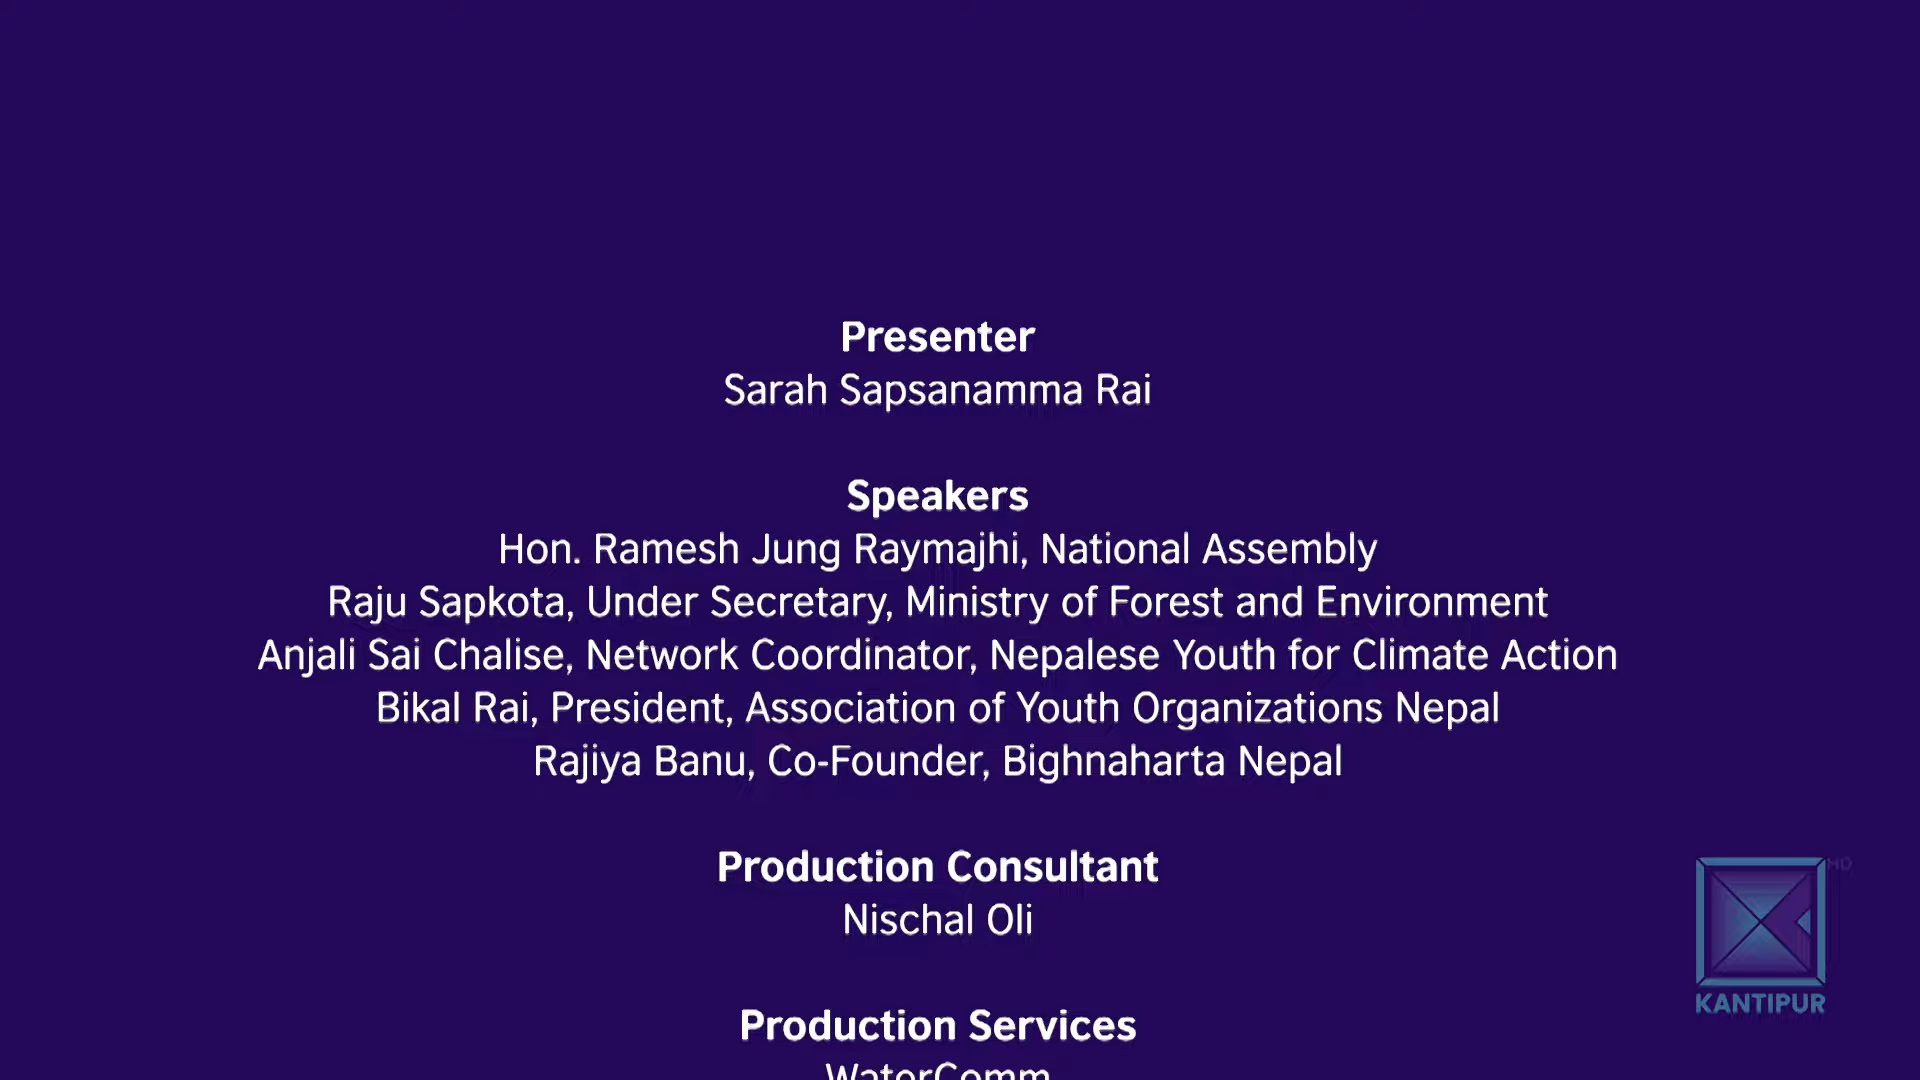 Presenter
Sarah Sapsanamma Rai
Speakers
Hon. Ramesh Jung Raymajhi, National Assembly
Raju Sapkota, Under Secretary, Ministry of Forest and Environment
Anjali Sai Chalise, Network Coordinator, Nepalese Youth for Climate Action
Bikal Rai, President, Association of Youth Organizations Nepal
Rajiya Banu, Co-Founder, Bighnaharta Nepal
Production Consultant
Nischal Oli
HD
KANTIPUR
Production Services
WaterComm